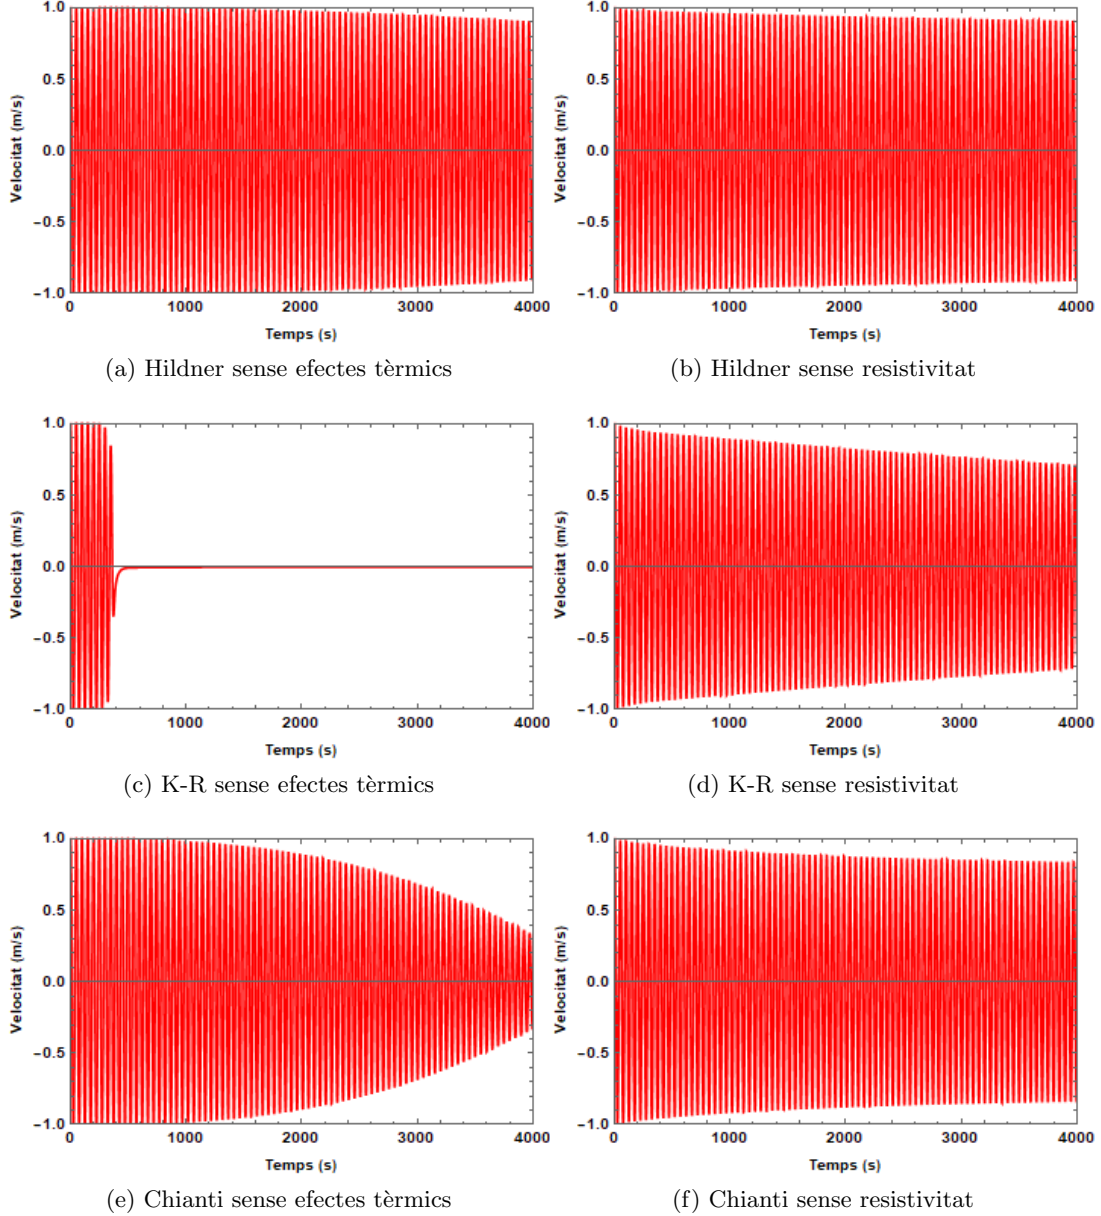 1.0
0.5
0.0
−0.5
−1.0
Velocitat (m/s)
0 1000 2000 3000 4000
Temps (s)
(a) Hildner sense efectes tèrmics
1.0
0.5
0.0
−0.5
−1.0
Velocitat (m/s)
0 1000 2000 3000 4000
Temps (s)
(b) Hildner sense resistivitat
1.0
0.5
0.0
−0.5
−1.0
Velocitat (m/s)
0 1000 2000 3000 4000
Temps (s)
(c) K-R sense efectes tèrmics
1.0
0.5
0.0
−0.5
−1.0
Velocitat (m/s)
0 1000 2000 3000 4000
Temps (s)
(d) K-R sense resistivitat
1.0
0.5
0.0
−0.5
−1.0
Velocitat (m/s)
0 1000 2000 3000 4000
Temps (s)
(e) Chianti sense efectes tèrmics
1.0
0.5
0.0
−0.5
−1.0
Velocitat (m/s)
0 1000 2000 3000 4000
Temps (s)
(f) Chianti sense resistivitat